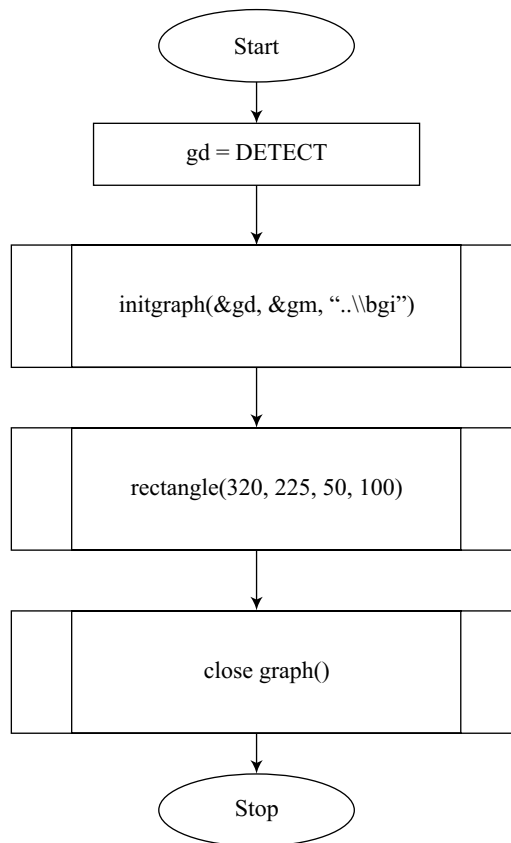 Start
gd = DETECT
initgraph(&gd, &gm, “..\\bgi”)
rectangle(320, 225, 50, 100)
close graph()
Stop